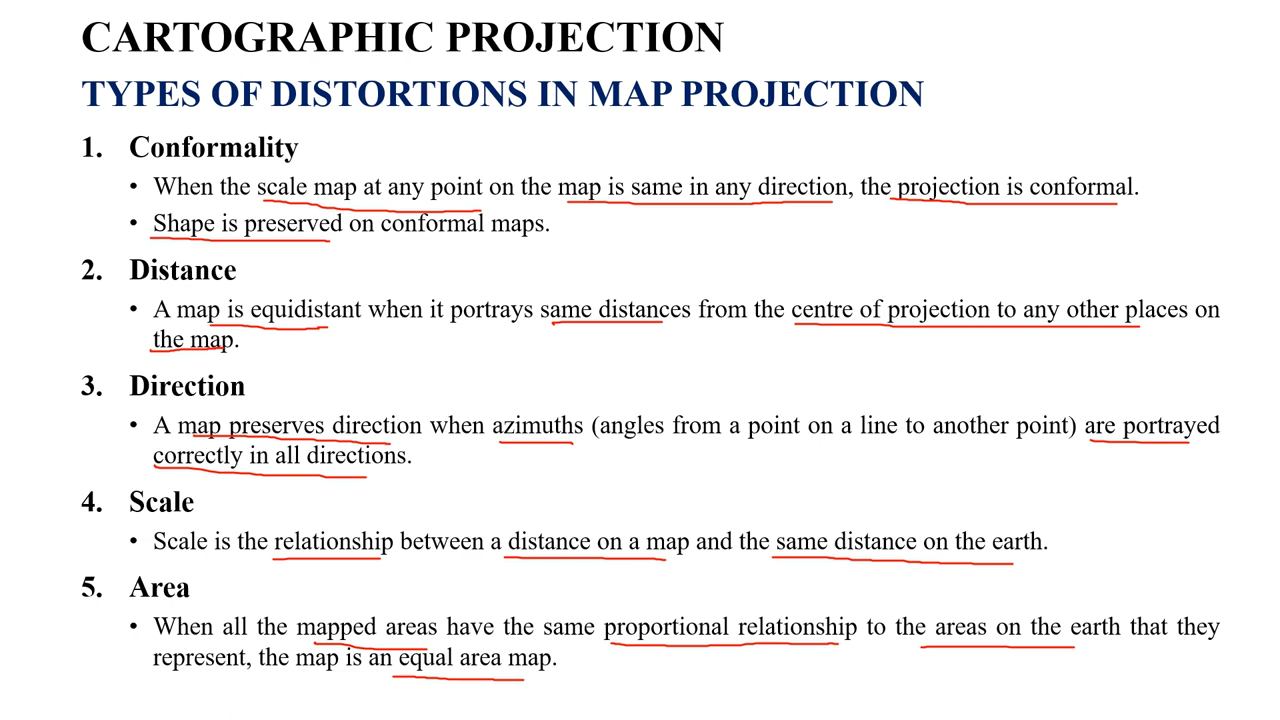 CARTOGRAPHIC PROJECTION
TYPES OF DISTORTIONS IN MAP PROJECTION
1. Conformality
• When the scale map at any point on the map is same in any direction, the projection is conformal.
• Shape is preserved on conformal maps.
2. Distance
• A map is equidistant when it portrays same distances from the centre of projection to any other places on
the map.
3. Direction
• A map preserves direction when azimuths (angles from a point on a line to another point) are portrayed
correctly in all directions.
4. Scale
• Scale is the relationship between a distance on a map and the same distance on the earth.
5. Area
• When all the mapped areas have the same proportional relationship to the areas on the earth that they
represent, the map is an equal area map.